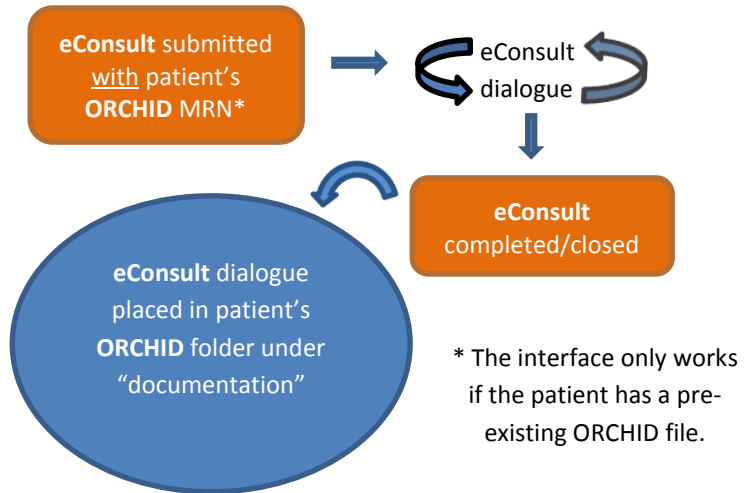 eConsult submitted
with patient’s
ORCHID MRN*
eConsult
dialogue
eConsult
completed/closed
eConsult dialogue
placed in patient’s
ORCHID folder under
“documentation”
* The interface only works
if the patient has a pre-
existing ORCHID file.